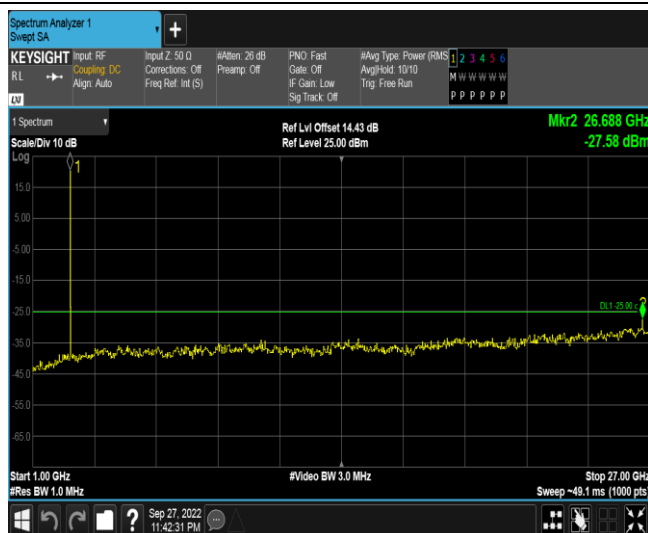 Spectrum Analyzer 1
Swept SA
+
KEYSIGHT
RL
Input: RF
Coupling: DC
Align: Auto
Input Z: 50 Ω
Corrections: Off
Freq Ref: Int (S)
#Atten: 26 dB
Preamp: Off
PNO: Fast
Gate: Off
IF Gain: Low
Sig Track: Off
#Avg Type: Power (RMS
Avg|Hold: 10/10
Trig: Free Run
1 2 3 4 5 6
M W W W W W
P P P P P P
LXI
1 Spectrum
Scale/Div 10 dB
Log
Ref Lvl Offset 14.43 dB
Ref Level 25.00 dBm
Mkr2 26.688 GHz
-27.58 dBm
1
15.0
5.00
-5.00
-15.0
-25.0
DL1 -25.00
2
-35.0
-45.0
-55.0
-65.0
Start 1.00 GHz
#Video BW 3.0 MHz
Stop 27.00 GHz
#Res BW 1.0 MHz
Sweep ~49.1 ms (1000 pts)
?
Sep 27, 2022
11:42:31 PM